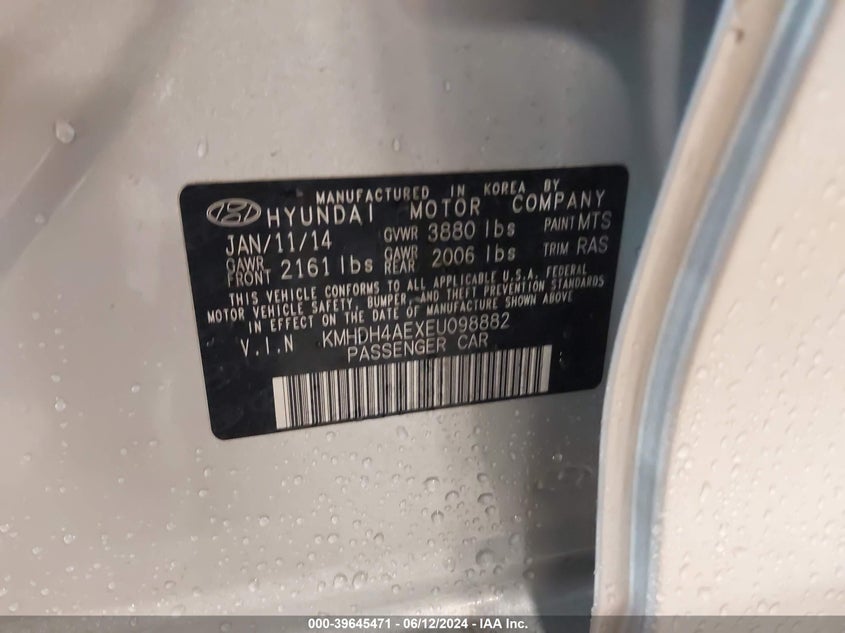 MANUFACTURED IN KOREA BY
HYUNDAI MOTOR COMPANY
JAN/11/14 GVWR 3880 lbs PAINT MTS
GAWR FRONT 2161 lbs GAWR REAR 2006 lbs TRIM RAS
THIS VEHICLE CONFORMS TO ALL APPLICABLE U.S.A. FEDERAL
MOTOR VEHICLE SAFETY, BUMPER, AND THEFT PREVENTION STANDARDS
IN EFFECT ON THE DATE OF MANUFACTURE SHOWN ABOVE
V.I.N KMHDH4AEXEU098882
PASSENGER CAR
000-39645471 - 06/12/2024 - IAA Inc.